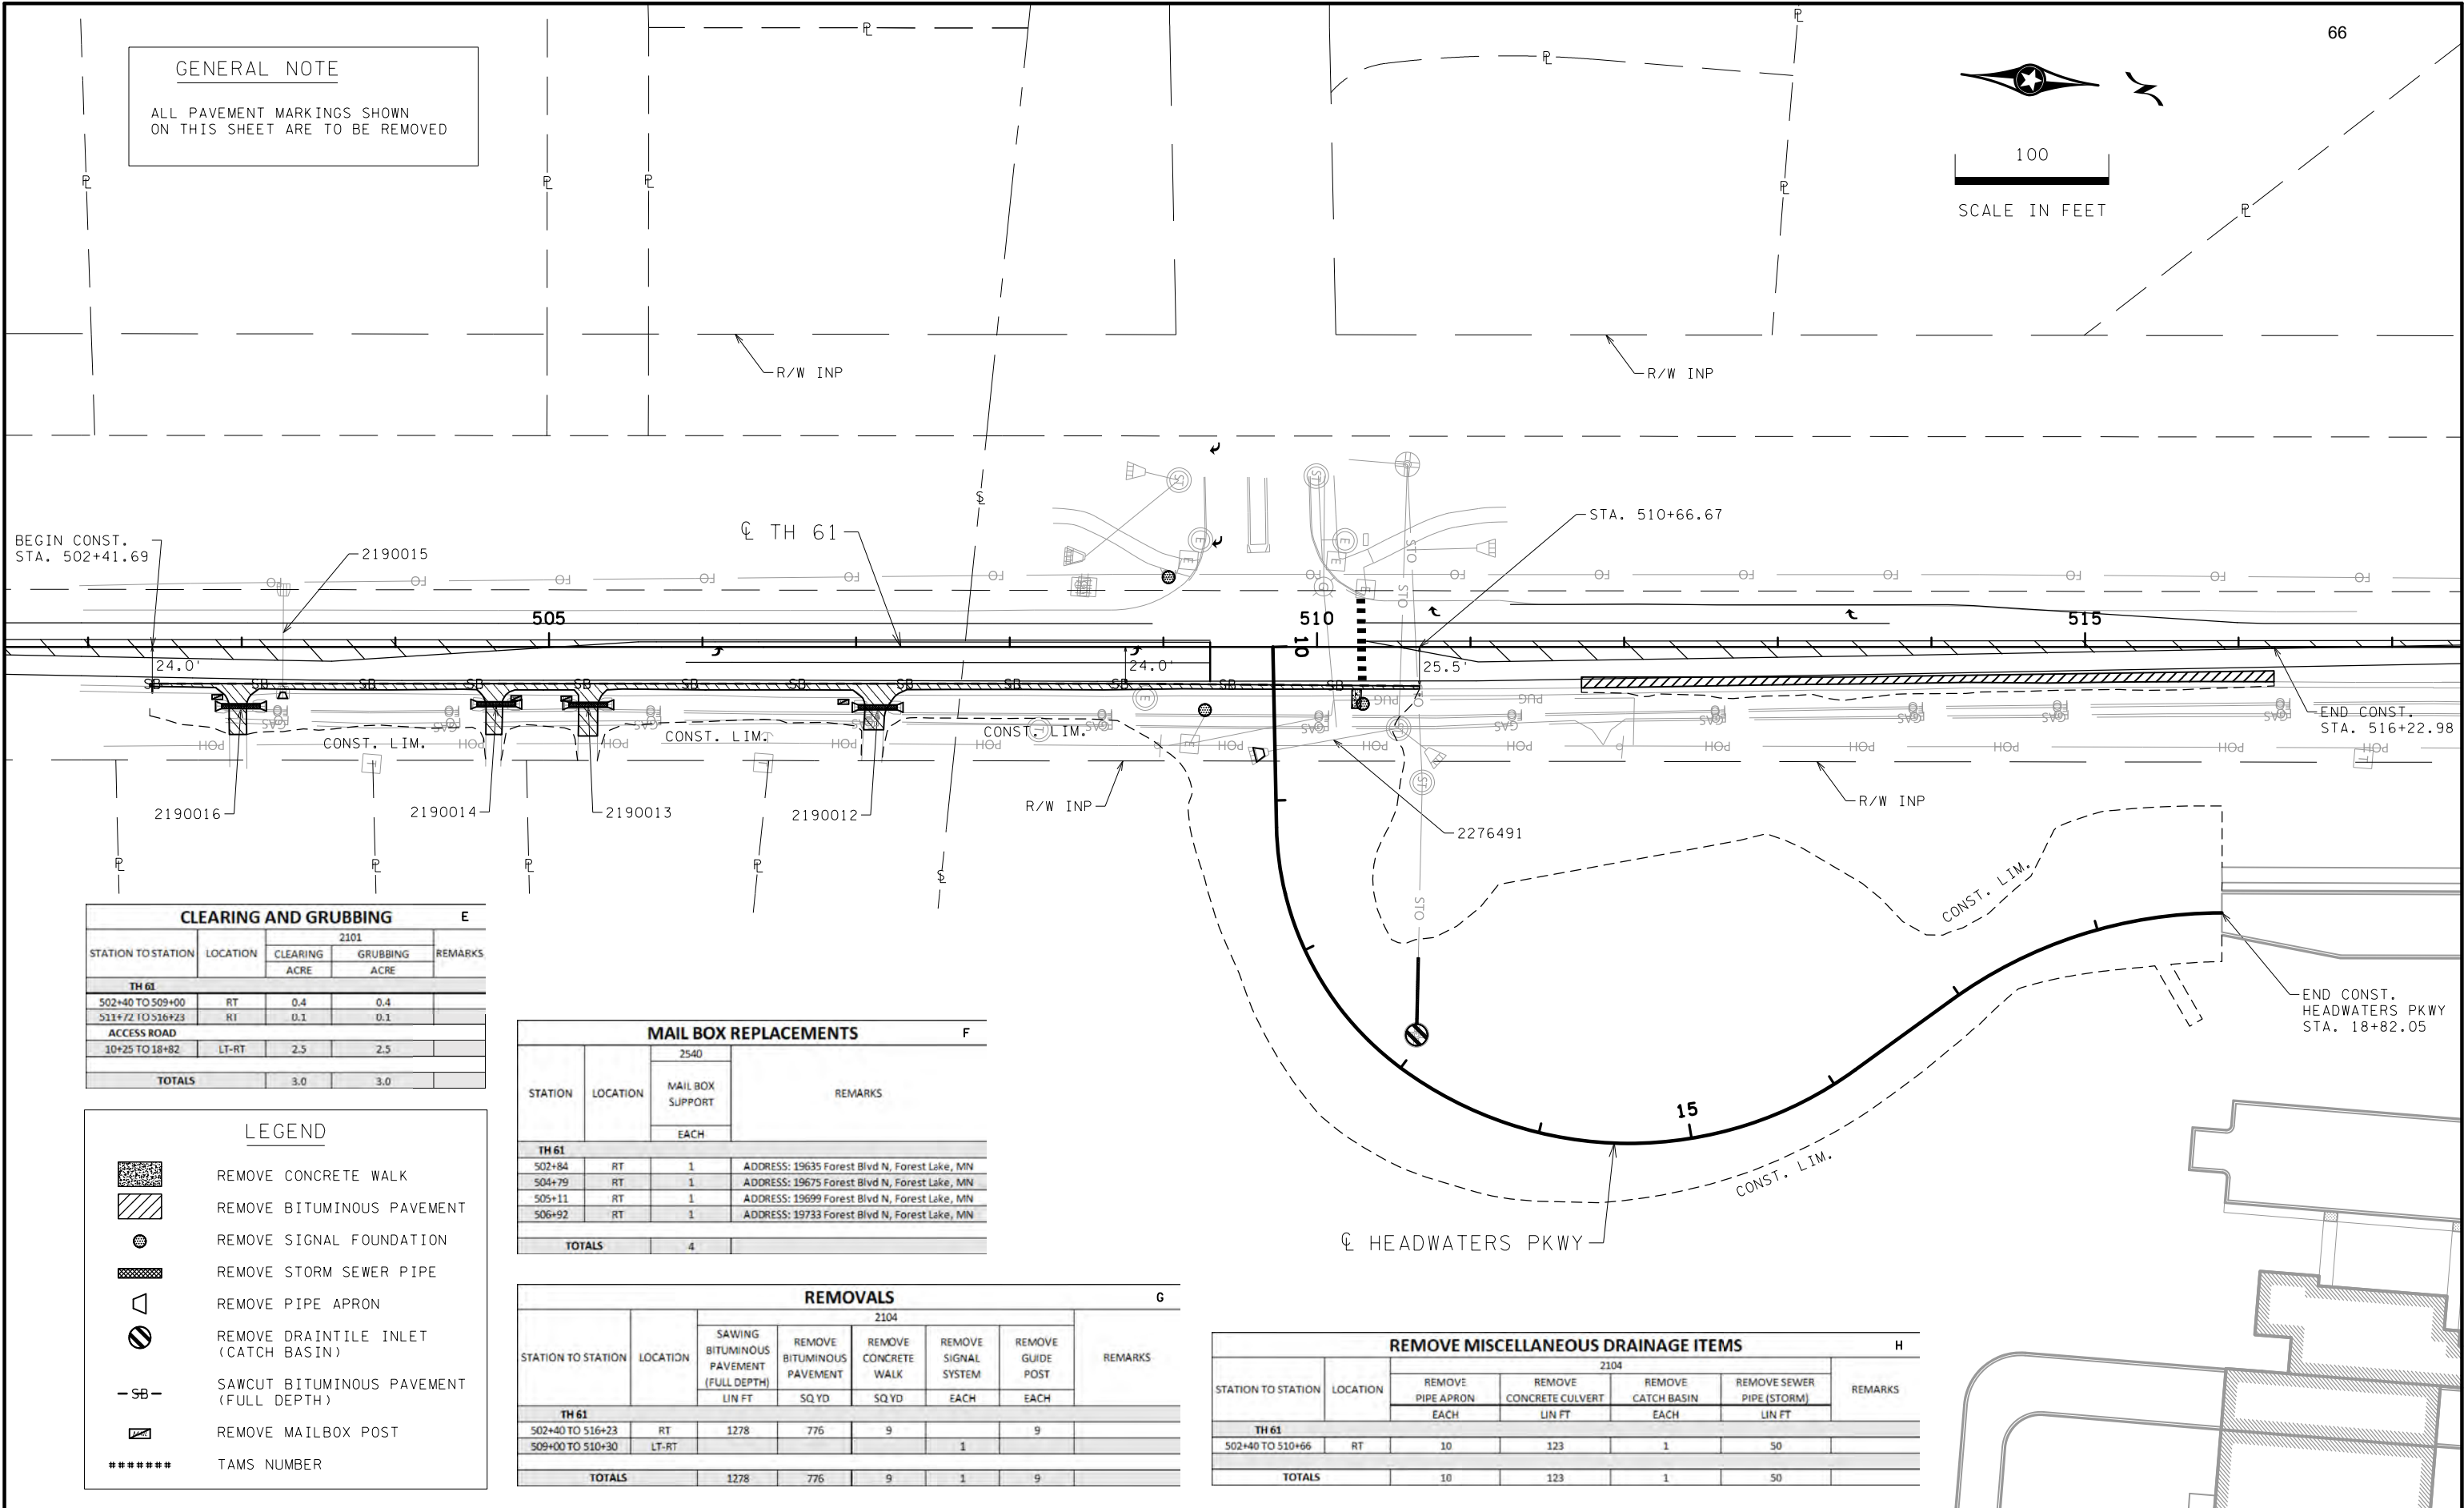 66
GENERAL NOTE
ALL PAVEMENT MARKINGS SHOWN
ON THIS SHEET ARE TO BE REMOVED
100
SCALE IN FEET
R/W INP
R/W INP
BEGIN CONST.
STA. 502+41.69
2190015
℄ TH 61
STA. 510+66.67
505
510
515
10
24.0'
24.0'
25.5'
END CONST.
STA. 516+22.98
CONST. LIM.
CONST. LIM.
CONST. LIM.
2190016
2190014
2190013
2190012
R/W INP
2276491
R/W INP
CONST. LIM.
END CONST.
HEADWATERS PKWY
STA. 18+82.05
15
CONST. LIM.
℄ HEADWATERS PKWY
CLEARING AND GRUBBING E
2101
STATION TO STATION LOCATION CLEARING GRUBBING REMARKS
ACRE ACRE
TH 61
502+40 TO 509+00 RT 0.4 0.4
511+72 TO 516+23 RT 0.1 0.1
ACCESS ROAD
10+25 TO 18+82 LT-RT 2.5 2.5
TOTALS 3.0 3.0
LEGEND
REMOVE CONCRETE WALK
REMOVE BITUMINOUS PAVEMENT
REMOVE SIGNAL FOUNDATION
REMOVE STORM SEWER PIPE
REMOVE PIPE APRON
REMOVE DRAINTILE INLET
(CATCH BASIN)
SB SAWCUT BITUMINOUS PAVEMENT
(FULL DEPTH)
REMOVE MAILBOX POST
####### TAMS NUMBER
MAIL BOX REPLACEMENTS F
2540
STATION LOCATION MAIL BOX SUPPORT REMARKS
EACH
TH 61
502+84 RT 1 ADDRESS: 19635 Forest Blvd N, Forest Lake, MN
504+79 RT 1 ADDRESS: 19675 Forest Blvd N, Forest Lake, MN
505+11 RT 1 ADDRESS: 19699 Forest Blvd N, Forest Lake, MN
506+92 RT 1 ADDRESS: 19733 Forest Blvd N, Forest Lake, MN
TOTALS 4
REMOVALS G
2104
STATION TO STATION LOCATION SAWING BITUMINOUS PAVEMENT (FULL DEPTH) REMOVE BITUMINOUS PAVEMENT REMOVE CONCRETE WALK REMOVE SIGNAL SYSTEM REMOVE GUIDE POST REMARKS
LIN FT SQ YD SQ YD EACH EACH
TH 61
502+40 TO 516+23 RT 1278 776 9 9
509+00 TO 510+30 LT-RT 1
TOTALS 1278 776 9 1 9
REMOVE MISCELLANEOUS DRAINAGE ITEMS H
2104
STATION TO STATION LOCATION REMOVE PIPE APRON REMOVE CONCRETE CULVERT REMOVE CATCH BASIN REMOVE SEWER PIPE (STORM) REMARKS
EACH LIN FT EACH LIN FT
TH 61
502+40 TO 510+66 RT 10 123 1 50
TOTALS 10 123 1 50